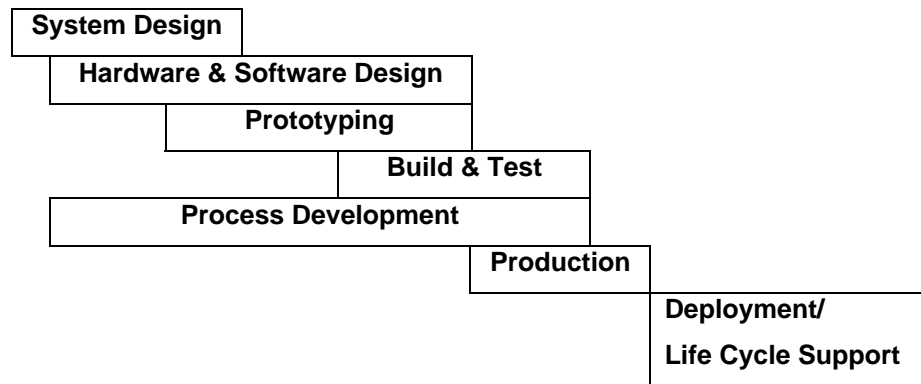 System Design
Hardware & Software Design
Prototyping
Build & Test
Process Development
Production
Deployment/
Life Cycle Support